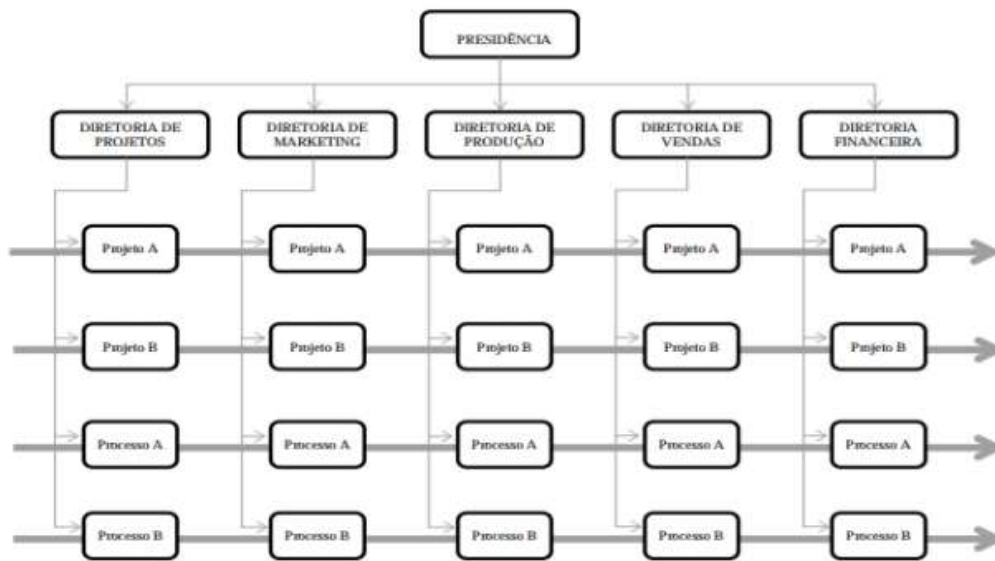 PRESIDÊNCIA
DIRETORIA DE
PROJETOS
DIRETORIA DE
MARKETING
DIRETORIA DE
PRODUÇÃO
DIRETORIA DE
VENDAS
DIRETORIA
FINANCEIRA
Projeto A
Projeto A
Projeto A
Projeto A
Projeto A
Projeto B
Projeto B
Projeto B
Projeto B
Projeto B
Processo A
Processo A
Processo A
Processo A
Processo A
Processo B
Processo B
Processo B
Processo B
Processo B